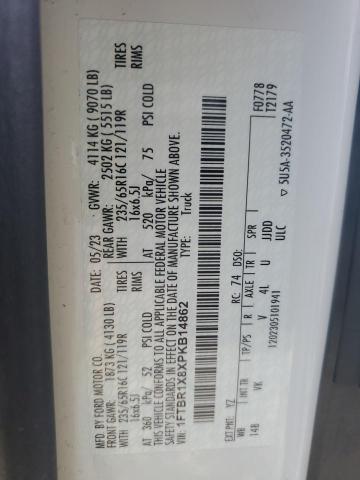 MFD BY FORD MOTOR CO.
05/23
GVWR: 4114 KG ( 9070 LB)
FRONT GAWR: 1873 KG ( 4130 LB)
REAR GAWR: 2502 KG ( 5515 LB)
WITH 235/65R16C 121/119R TIRES
WITH 235/65R16C 121/119R TIRES
16x6.5J RIMS
16x6.5J RIMS
AT 360 kPa/ 52 PSI COLD
AT 520 kPa/ 75 PSI COLD
THIS VEHICLE CONFORMS TO ALL APPLICABLE FEDERAL MOTOR VEHICLE
SAFETY STANDARDS IN EFFECT ON THE DATE OF MANUFACTURE SHOWN ABOVE.
VIN: 1FTBR1X8XPKB14862
TYPE: Truck
F0778
T2179
EXT PNT: YZ RC: 74 DSO:
WB INT TR TP/PS R AXLE TR SPR
14B VK V 4L U JJDD
ULC
1202305101941
5U5A-3520472-AA